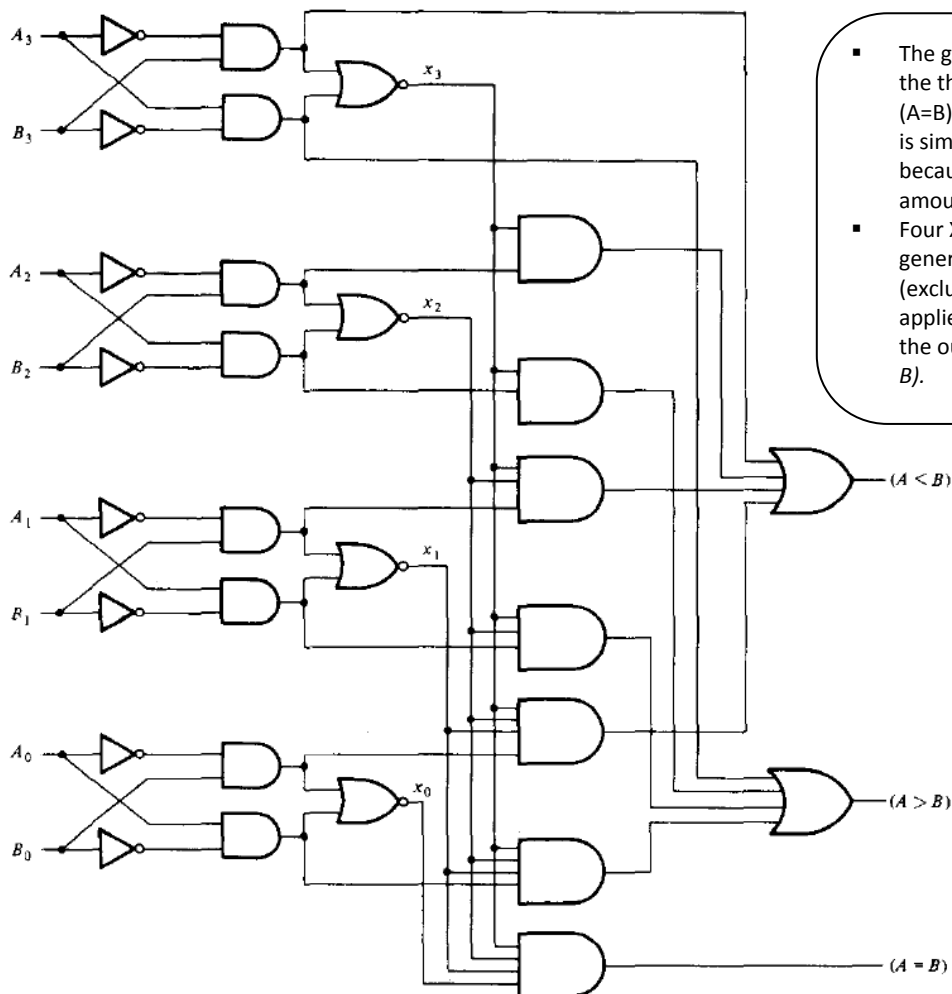 A3
B3
x3
A2
B2
x2
A1
B1
x1
A0
B0
x0
▪ The g
the th
(A=B)
is sim
becau
amou
▪ Four X
gener
(exclu
applie
the ou
B).
(A < B)
(A > B)
(A = B)